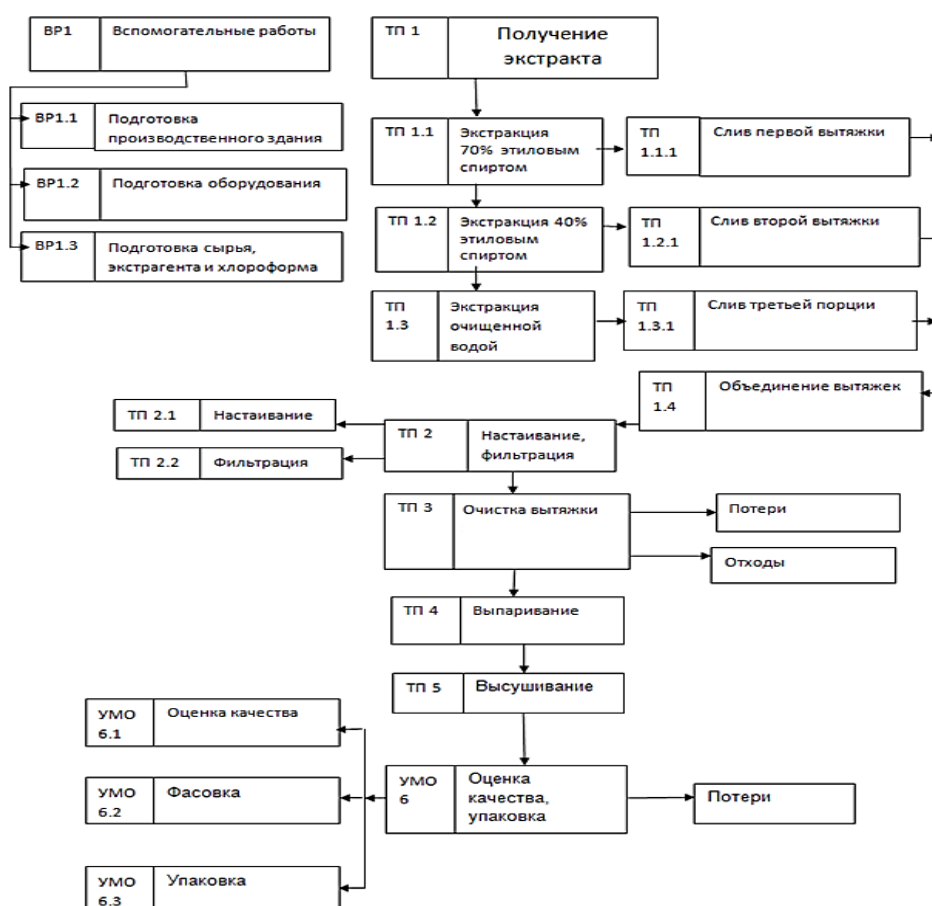 ВР1
Вспомогательные работы
ВР1.1
Подготовка
производственного здания
ВР1.2
Подготовка оборудования
ВР1.3
Подготовка сырья,
экстрагента и хлороформа
ТП 1
Получение
экстракта
ТП 1.1
Экстракция
70% этиловым
спиртом
ТП
1.1.1
Слив первой вытяжки
ТП 1.2
Экстракция 40%
этиловым
спиртом
ТП
1.2.1
Слив второй вытяжки
ТП
1.3
Экстракция
очищенной
водой
ТП
1.3.1
Слив третьей порции
ТП
1.4
Объединение вытяжек
ТП 2
Настаивание,
фильтрация
ТП 2.1
Настаивание
ТП 2.2
Фильтрация
ТП 3
Очистка вытяжки
Потери
Отходы
ТП 4
Выпаривание
ТП 5
Высушивание
УМО
6
Оценка
качества,
упаковка
Потери
УМО
6.1
Оценка качества
УМО
6.2
Фасовка
УМО
6.3
Упаковка